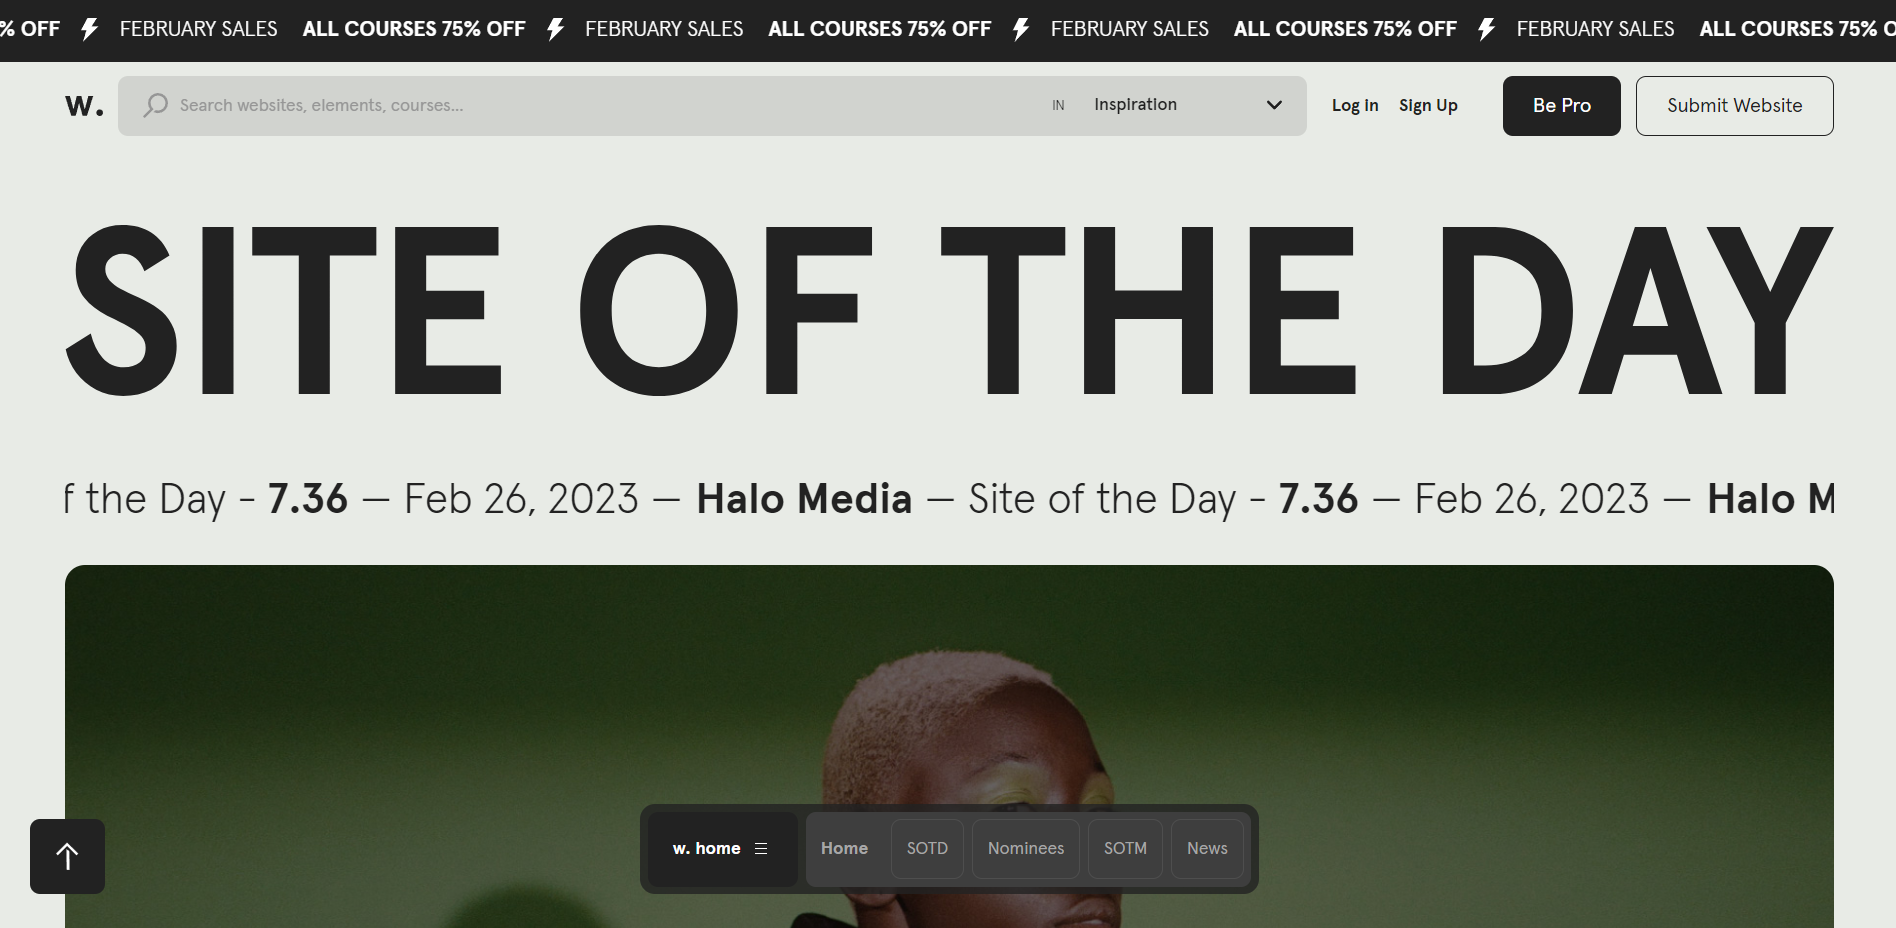 % OFF FEBRUARY SALES ALL COURSES 75% OFF FEBRUARY SALES ALL COURSES 75% OFF FEBRUARY SALES ALL COURSES 75% OFF FEBRUARY SALES ALL COURSES 75% O
w. Search websites, elements, courses... IN Inspiration Log in Sign Up Be Pro Submit Website
SITE OF THE DAY
f the Day - 7.36 — Feb 26, 2023 — Halo Media — Site of the Day - 7.36 — Feb 26, 2023 — Halo M
w. home Home SOTD Nominees SOTM News